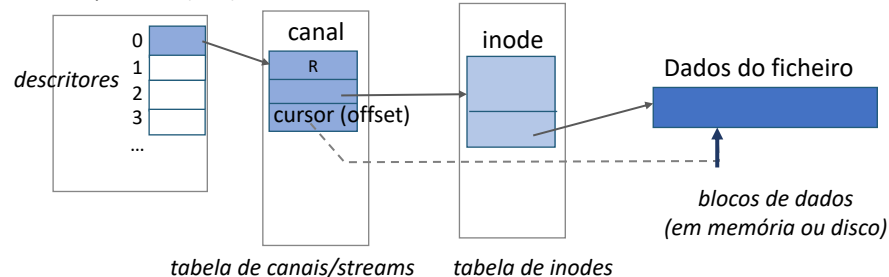 canal
inode
0
R
1
descritores
2
3
cursor (offset)
…
Dados do ficheiro
blocos de dados
(em memória ou disco)
tabela de canais/streams
tabela de inodes